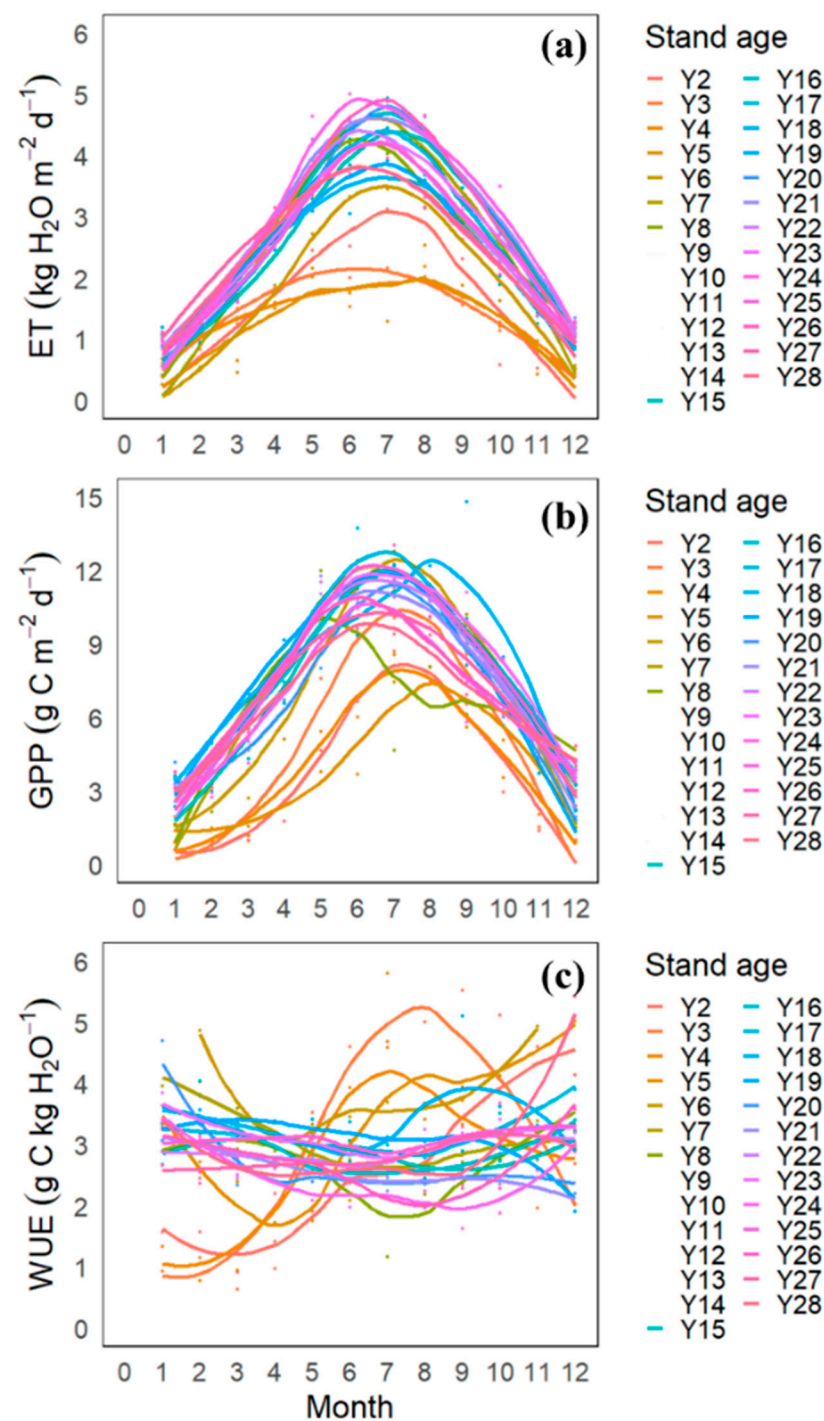 (a)
ET (kg H₂O m⁻² d⁻¹)
6
5
4
3
2
1
0
0 1 2 3 4 5 6 7 8 9 10 11 12
Stand age
Y2 Y16
Y3 Y17
Y4 Y18
Y5 Y19
Y6 Y20
Y7 Y21
Y8 Y22
Y9 Y23
Y10 Y24
Y11 Y25
Y12 Y26
Y13 Y27
Y14 Y28
Y15
(b)
GPP (g C m⁻² d⁻¹)
15
12
9
6
3
0
0 1 2 3 4 5 6 7 8 9 10 11 12
Stand age
Y2 Y16
Y3 Y17
Y4 Y18
Y5 Y19
Y6 Y20
Y7 Y21
Y8 Y22
Y9 Y23
Y10 Y24
Y11 Y25
Y12 Y26
Y13 Y27
Y14 Y28
Y15
(c)
WUE (g C kg H₂O⁻¹)
6
5
4
3
2
1
0
0 1 2 3 4 5 6 7 8 9 10 11 12
Month
Stand age
Y2 Y16
Y3 Y17
Y4 Y18
Y5 Y19
Y6 Y20
Y7 Y21
Y8 Y22
Y9 Y23
Y10 Y24
Y11 Y25
Y12 Y26
Y13 Y27
Y14 Y28
Y15